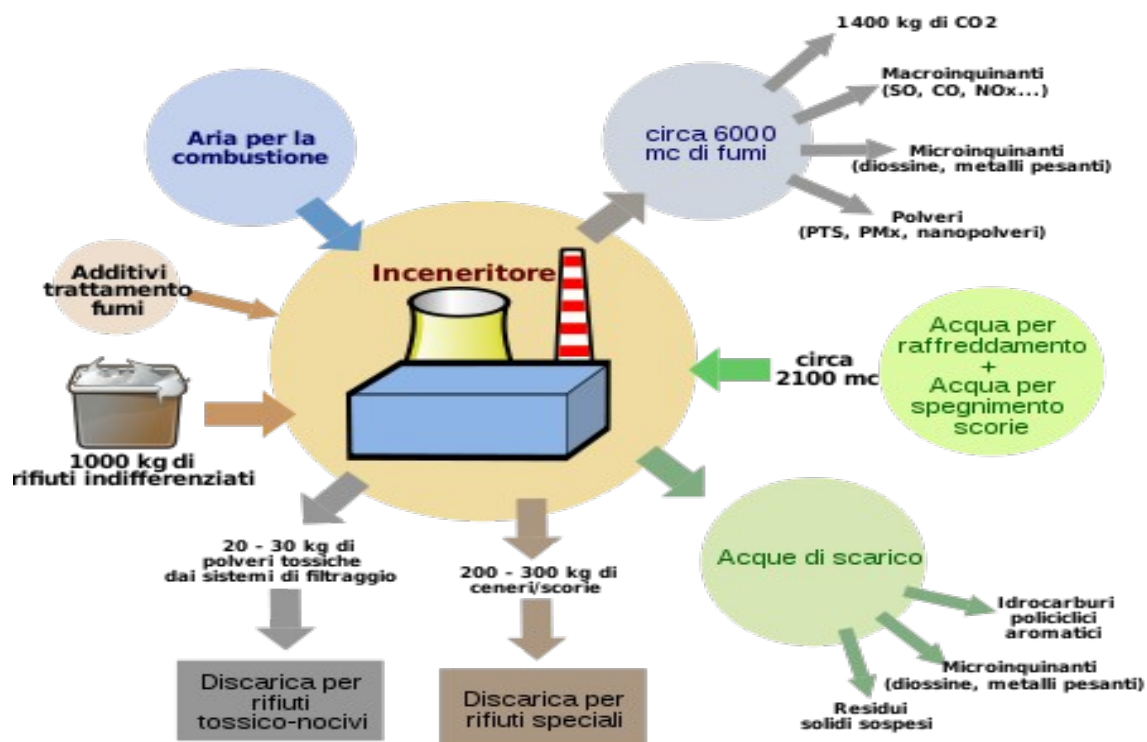 1400 kg di CO2
Macroinquinanti
(SO, CO, NOx...)
Aria per la
combustione
circa 6000
mc di fumi
Microinquinanti
(diossine, metalli pesanti)
Polveri
(PTS, PMx, nanopolveri)
Additivi
trattamento
fumi
Inceneritore
1000 kg di
rifiuti indifferenziati
circa
2100 mc
Acqua per
raffreddamento
+
Acqua per
spegnimento
scorie
20 - 30 kg di
polveri tossiche
dai sistemi di filtraggio
200 - 300 kg di
ceneri/scorie
Acque di scarico
Idrocarburi
policiclici
aromatici
Microinquinanti
(diossine, metalli pesanti)
Residui
solidi sospesi
Discarica per
rifiuti
tossico-nocivi
Discarica per
rifiuti speciali